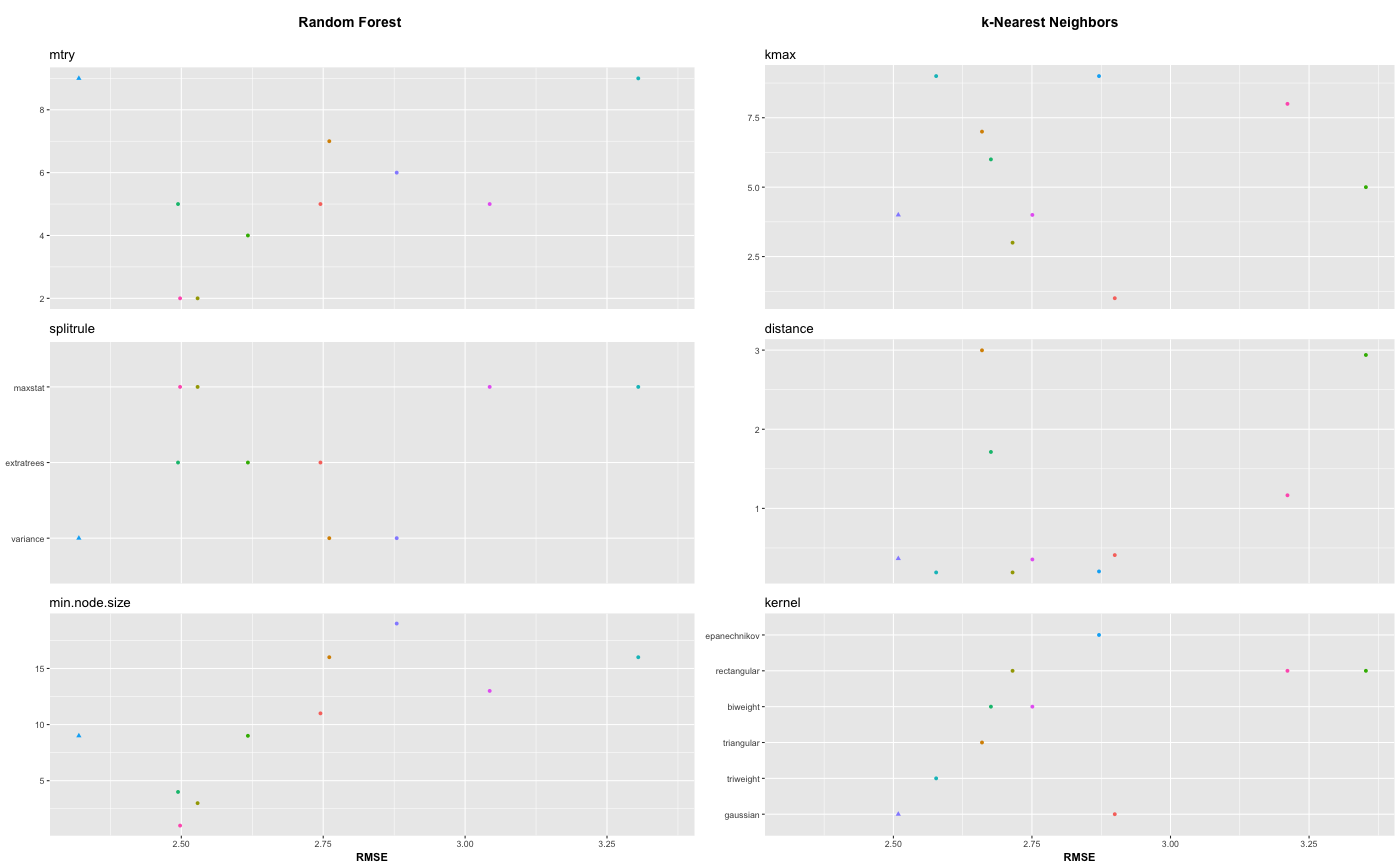 Random Forest
mtry
8
6
4
2
splitrule
maxstat
extratrees
variance
min.node.size
15
10
5
2.50 2.75 3.00 3.25
RMSE
k-Nearest Neighbors
kmax
7.5
5.0
2.5
distance
3
2
1
kernel
epanechnikov
rectangular
biweight
triangular
triweight
gaussian
2.50 2.75 3.00 3.25
RMSE